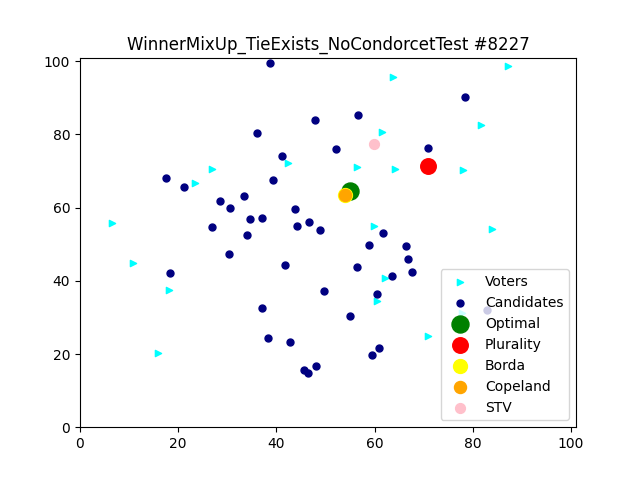 WinnerMixUp_TieExists_NoCondorcetTest #8227
100
80
60
40
20
0
0 20 40 60 80 100
Voters
Candidates
Optimal
Plurality
Borda
Copeland
STV